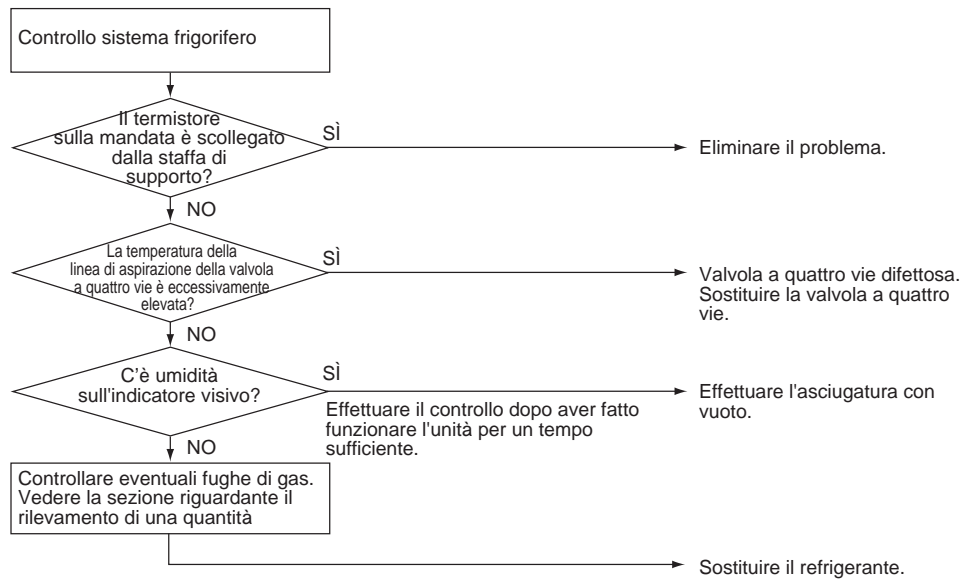 Controllo sistema frigorifero
Il termistore
sulla mandata è scollegato
dalla staffa di
supporto?
SÌ
Eliminare il problema.
NO
La temperatura della
linea di aspirazione della valvola
a quattro vie è eccessivamente
elevata?
SÌ
Valvola a quattro vie difettosa.
Sostituire la valvola a quattro
vie.
NO
C'è umidità
sull'indicatore visivo?
SÌ
Effettuare il controllo dopo aver fatto
funzionare l'unità per un tempo
sufficiente.
Effettuare l'asciugatura con
vuoto.
NO
Controllare eventuali fughe di gas.
Vedere la sezione riguardante il
rilevamento di una quantità
Sostituire il refrigerante.